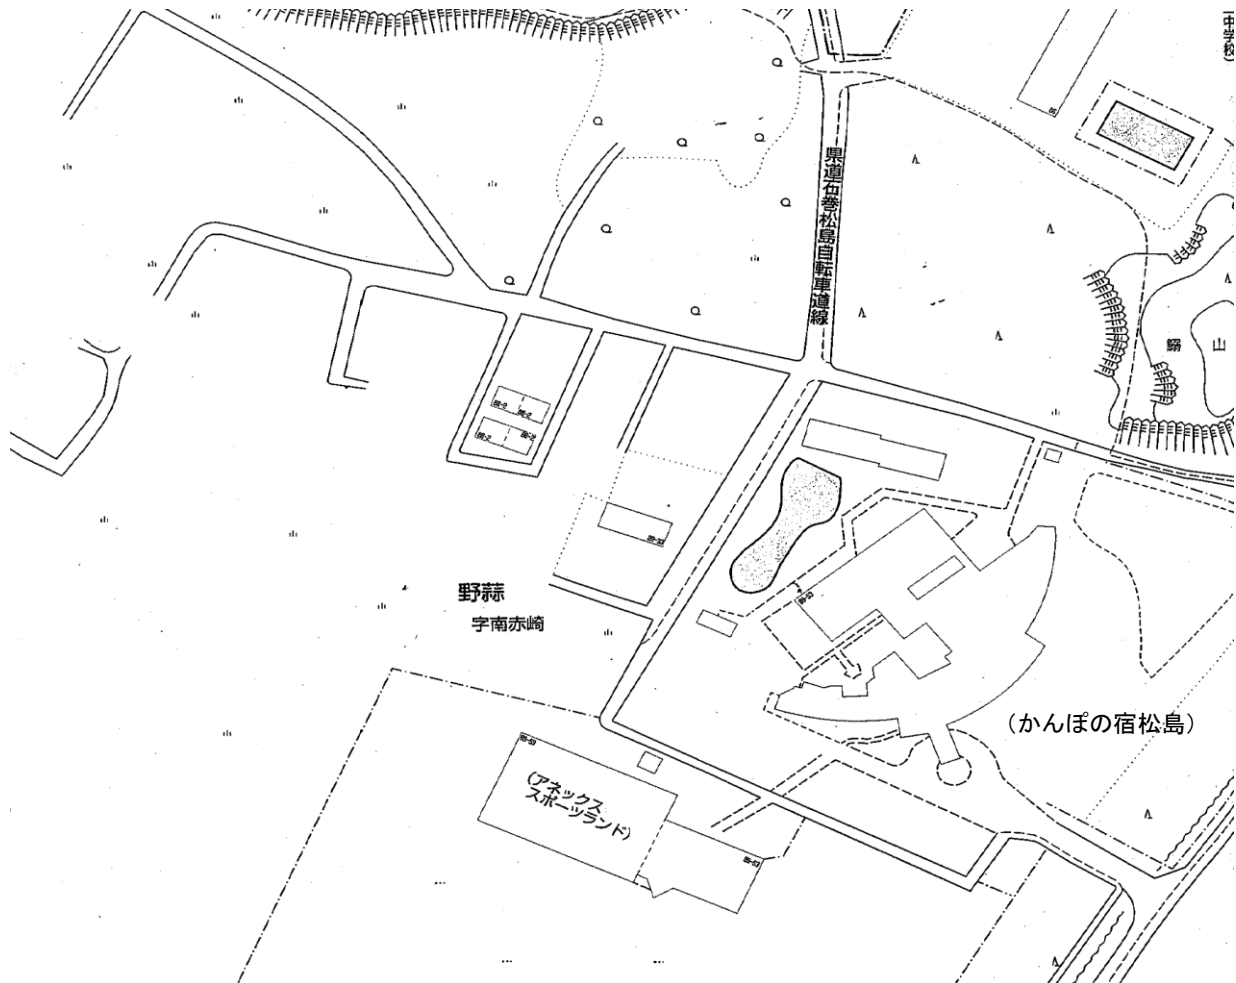 中学校)
県道石巻松島自転車道線
鰯山
野蒜
字南赤崎
(かんぽの宿松島)
(アネックス
スポーツランド)